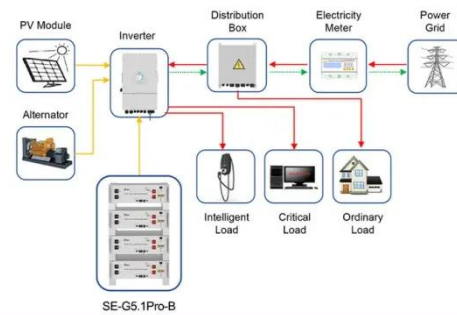 PV Module
Inverter
Distribution
Box
Electricity
Meter
Power
Grid
Alternator
Intelligent
Load
Critical
Load
Ordinary
Load
SE-G5.1Pro-B